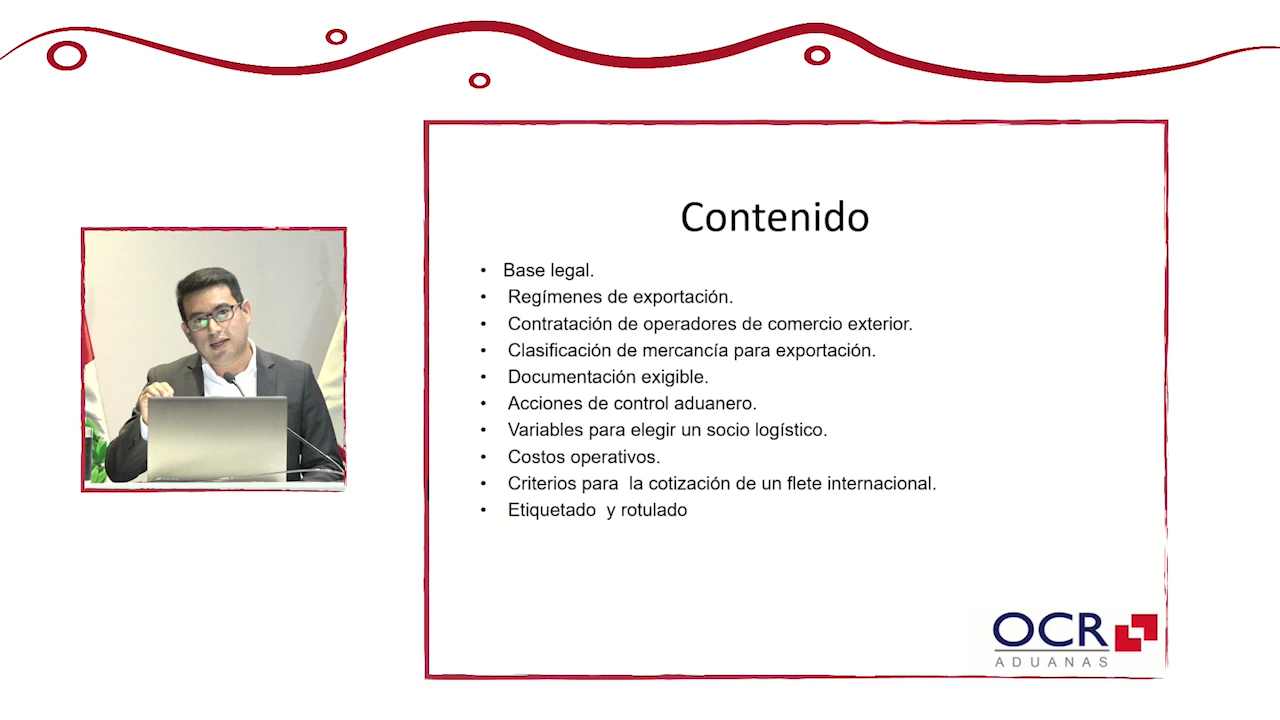 Contenido
• Base legal.
• Regímenes de exportación.
• Contratación de operadores de comercio exterior.
• Clasificación de mercancía para exportación.
• Documentación exigible.
• Acciones de control aduanero.
• Variables para elegir un socio logístico.
• Costos operativos.
• Criterios para  la cotización de un flete internacional.
• Etiquetado  y rotulado
OCR
ADUANAS